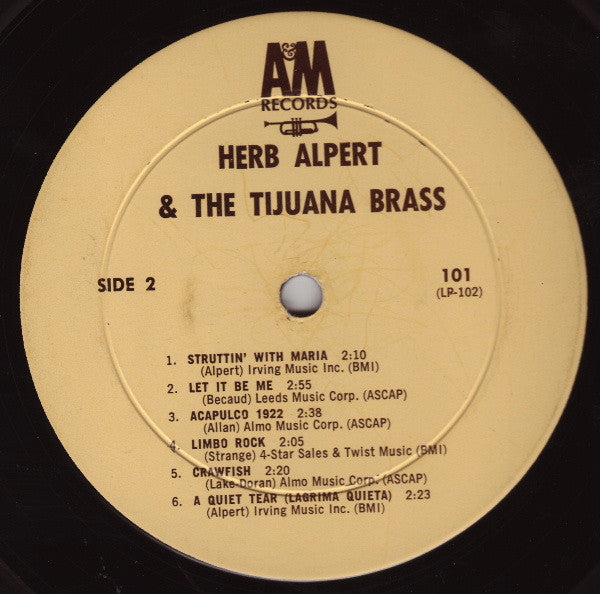 A&M
RECORDS
HERB ALPERT
& THE TIJUANA BRASS
SIDE 2
101
(LP-102)
1. STRUTTIN' WITH MARIA 2:10
(Alpert) Irving Music Inc. (BMI)
2. LET IT BE ME 2:55
(Becaud) Leeds Music Corp. (ASCAP)
3. ACAPULCO 1922 2:38
(Allan) Almo Music Corp. (ASCAP)
4. LIMBO ROCK 2:05
(Strange) 4-Star Sales & Twist Music (BMI)
5. CRAWFISH 2:20
(Lake-Doran) Almo Music Corp. (ASCAP)
6. A QUIET TEAR (LAGRIMA QUIETA) 2:23
(Alpert) Irving Music Inc. (BMI)